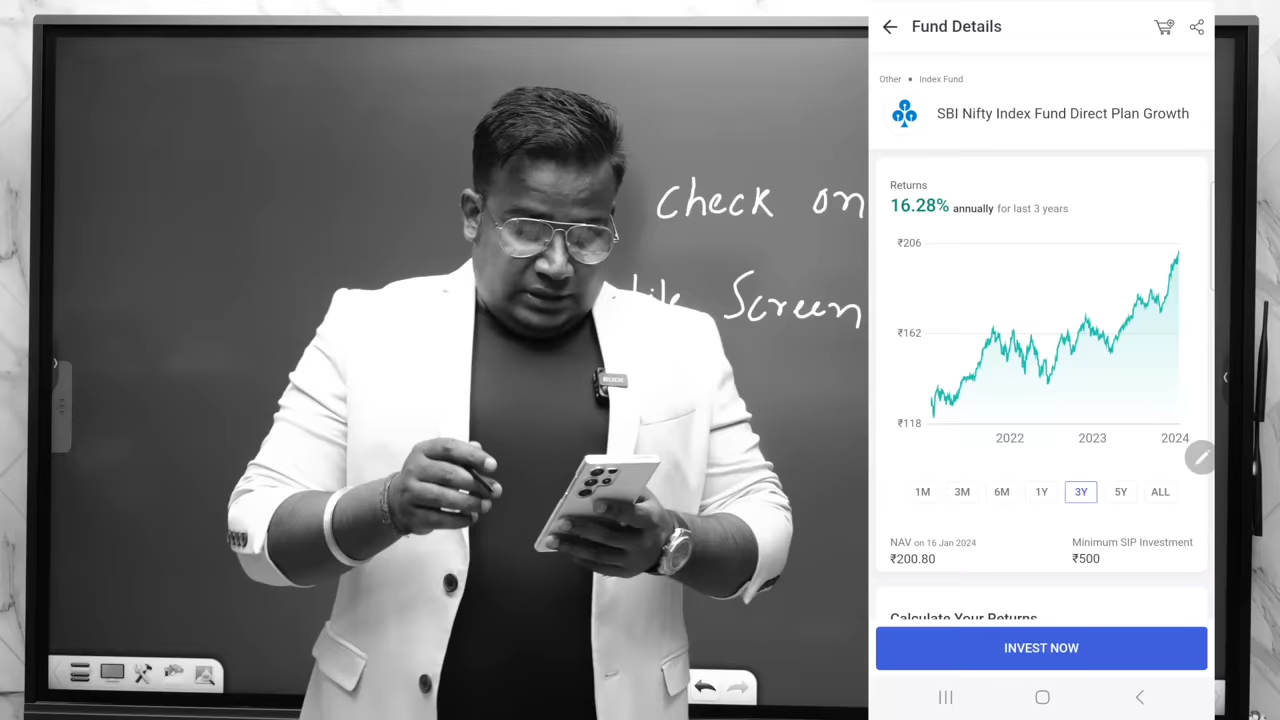 check on
Screen
RODE
Fund Details
Other • Index Fund
SBI Nifty Index Fund Direct Plan Growth
Returns
16.28% annually for last 3 years
₹206
₹162
₹118
2022 2023 2024
1M 3M 6M 1Y 3Y 5Y ALL
NAV on 16 Jan 2024 Minimum SIP Investment
₹200.80 ₹500
Calculate Your Returns
INVEST NOW